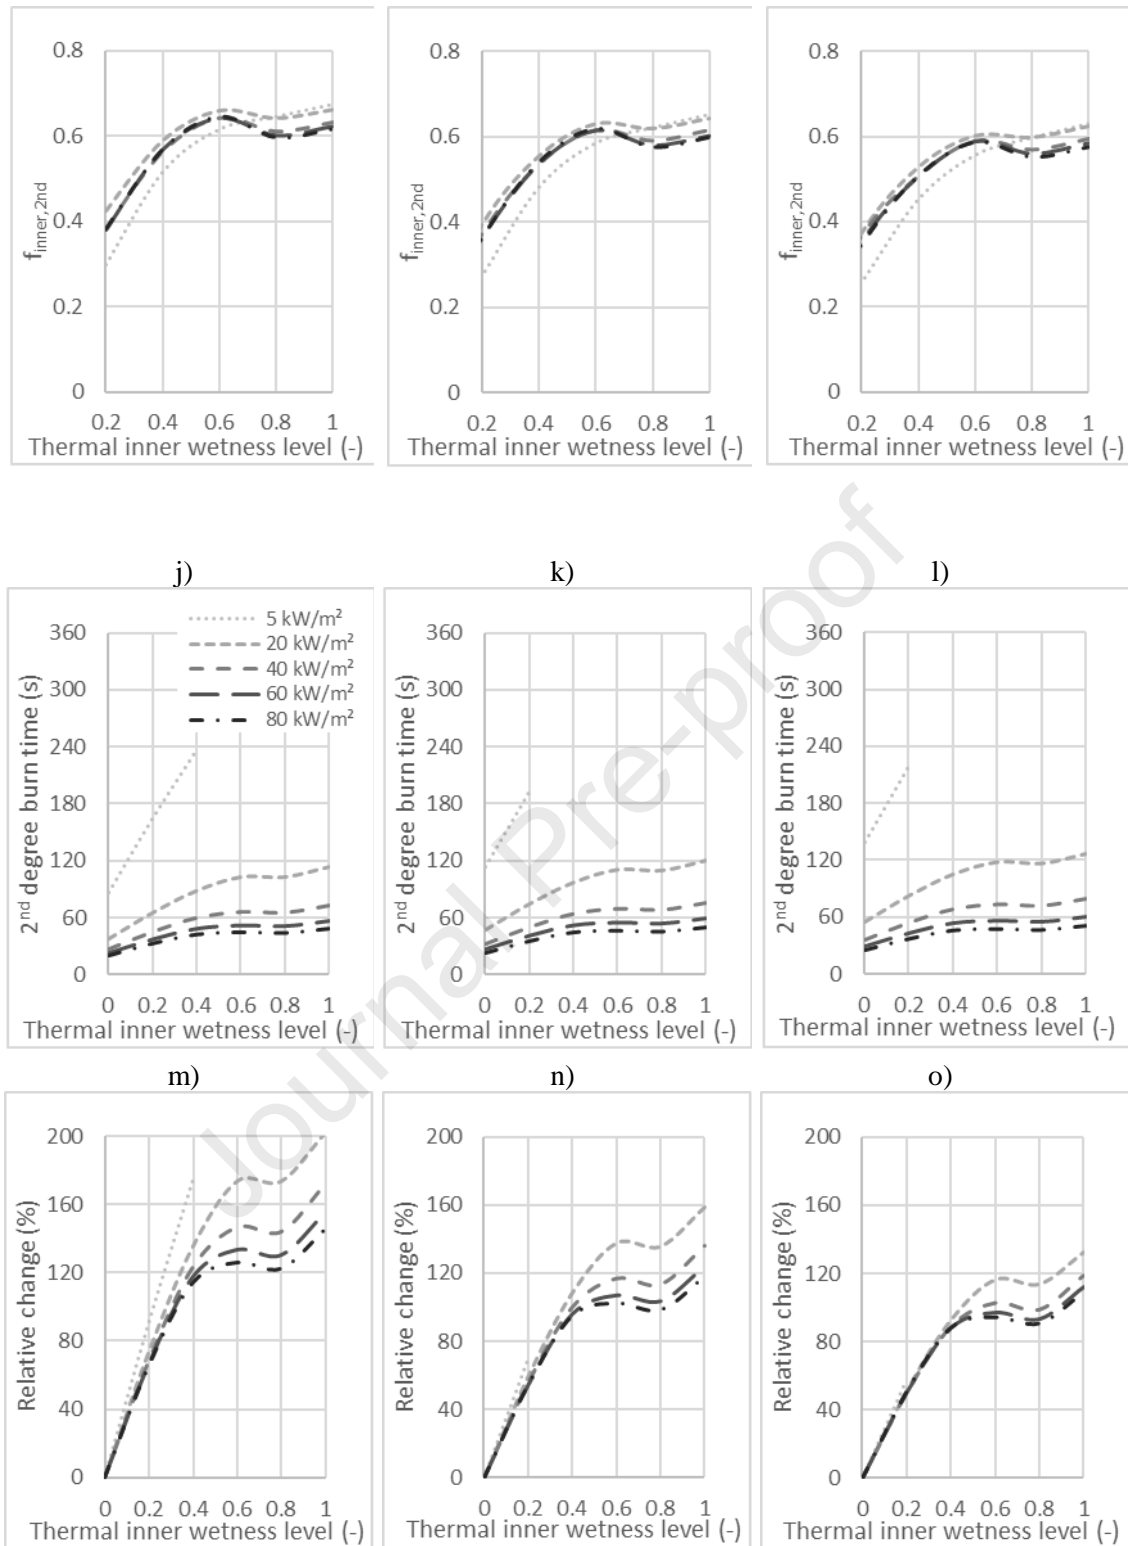 0.8
0.6
0.4
0.2
0
f_inner,2nd
0.2 0.4 0.6 0.8 1
Thermal inner wetness level (-)
0.8
0.6
0.4
0.2
0
f_inner,2nd
0.2 0.4 0.6 0.8 1
Thermal inner wetness level (-)
0.8
0.6
0.4
0.2
0
f_inner,2nd
0.2 0.4 0.6 0.8 1
Thermal inner wetness level (-)
j) k) l)
360
300
240
180
120
60
0
2nd degree burn time (s)
5 kW/m²
20 kW/m²
40 kW/m²
60 kW/m²
80 kW/m²
0 0.2 0.4 0.6 0.8 1
Thermal inner wetness level (-)
360
300
240
180
120
60
0
2nd degree burn time (s)
0 0.2 0.4 0.6 0.8 1
Thermal inner wetness level (-)
360
300
240
180
120
60
0
2nd degree burn time (s)
0 0.2 0.4 0.6 0.8 1
Thermal inner wetness level (-)
m) n) o)
200
160
120
80
40
0
Relative change (%)
0 0.2 0.4 0.6 0.8 1
Thermal inner wetness level (-)
200
160
120
80
40
0
Relative change (%)
0 0.2 0.4 0.6 0.8 1
Thermal inner wetness level (-)
200
160
120
80
40
0
Relative change (%)
0 0.2 0.4 0.6 0.8 1
Thermal inner wetness level (-)
Journal Pre-proof